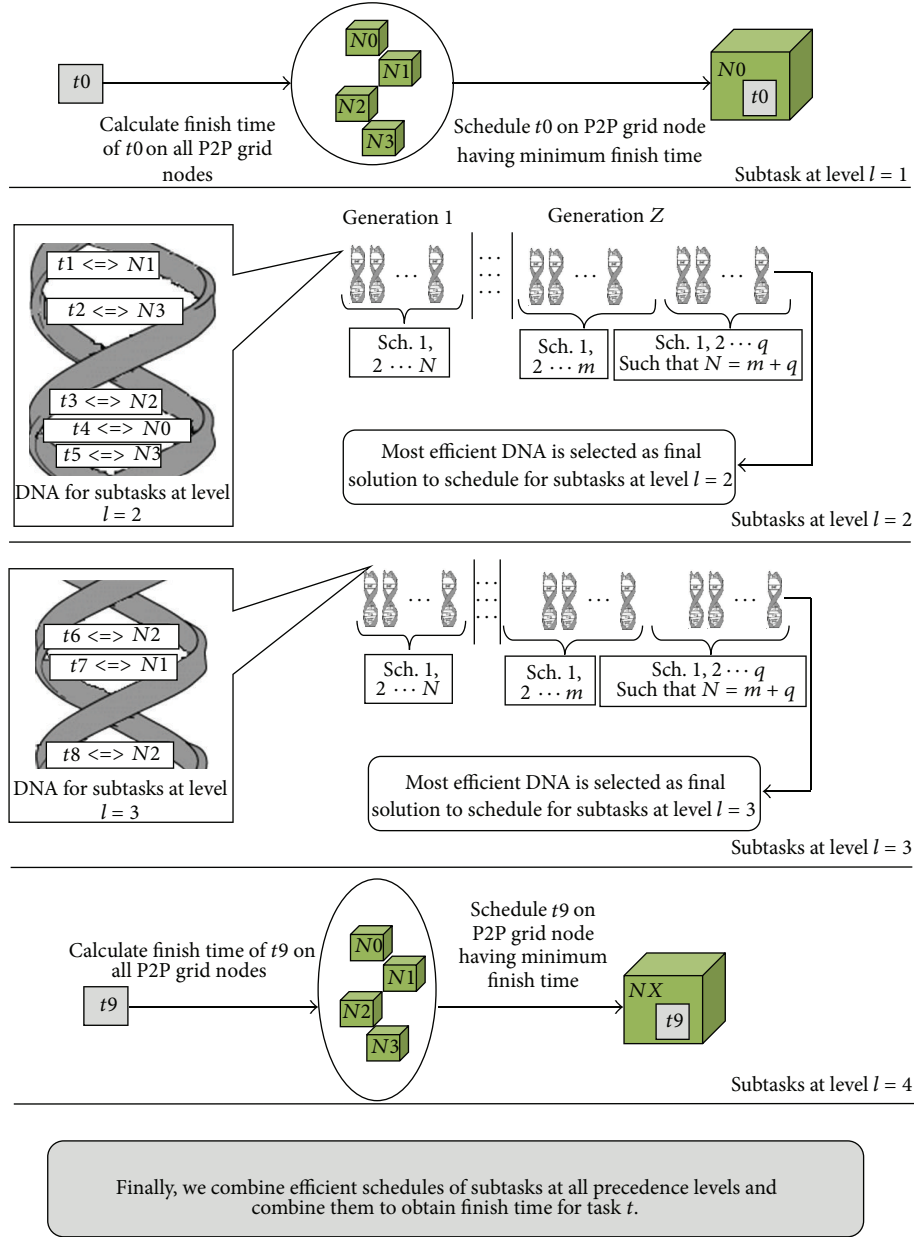 t0
N0
N1
N2
N3
N0
t0
Calculate finish time
of t0 on all P2P grid
nodes
Schedule t0 on P2P grid node
having minimum finish time
Subtask at level l = 1
t1 <=> N1
t2 <=> N3
t3 <=> N2
t4 <=> N0
t5 <=> N3
DNA for subtasks at level
l = 2
Generation 1
Generation Z
...
...
...
...
...
...
Sch. 1,
2 ⋯ N
Sch. 1,
2 ⋯ m
Sch. 1, 2 ⋯ q
Such that N = m + q
Most efficient DNA is selected as final
solution to schedule for subtasks at level l = 2
Subtasks at level l = 2
t6 <=> N2
t7 <=> N1
t8 <=> N2
DNA for subtasks at level
l = 3
...
...
...
...
...
...
Sch. 1,
2 ⋯ N
Sch. 1,
2 ⋯ m
Sch. 1, 2 ⋯ q
Such that N = m + q
Most efficient DNA is selected as final
solution to schedule for subtasks at level l = 3
Subtasks at level l = 3
Calculate finish time of t9 on
all P2P grid nodes
t9
N0
N1
N2
N3
Schedule t9 on
P2P grid node
having minimum
finish time
NX
t9
Subtasks at level l = 4
Finally, we combine efficient schedules of subtasks at all precedence levels and
combine them to obtain finish time for task t.